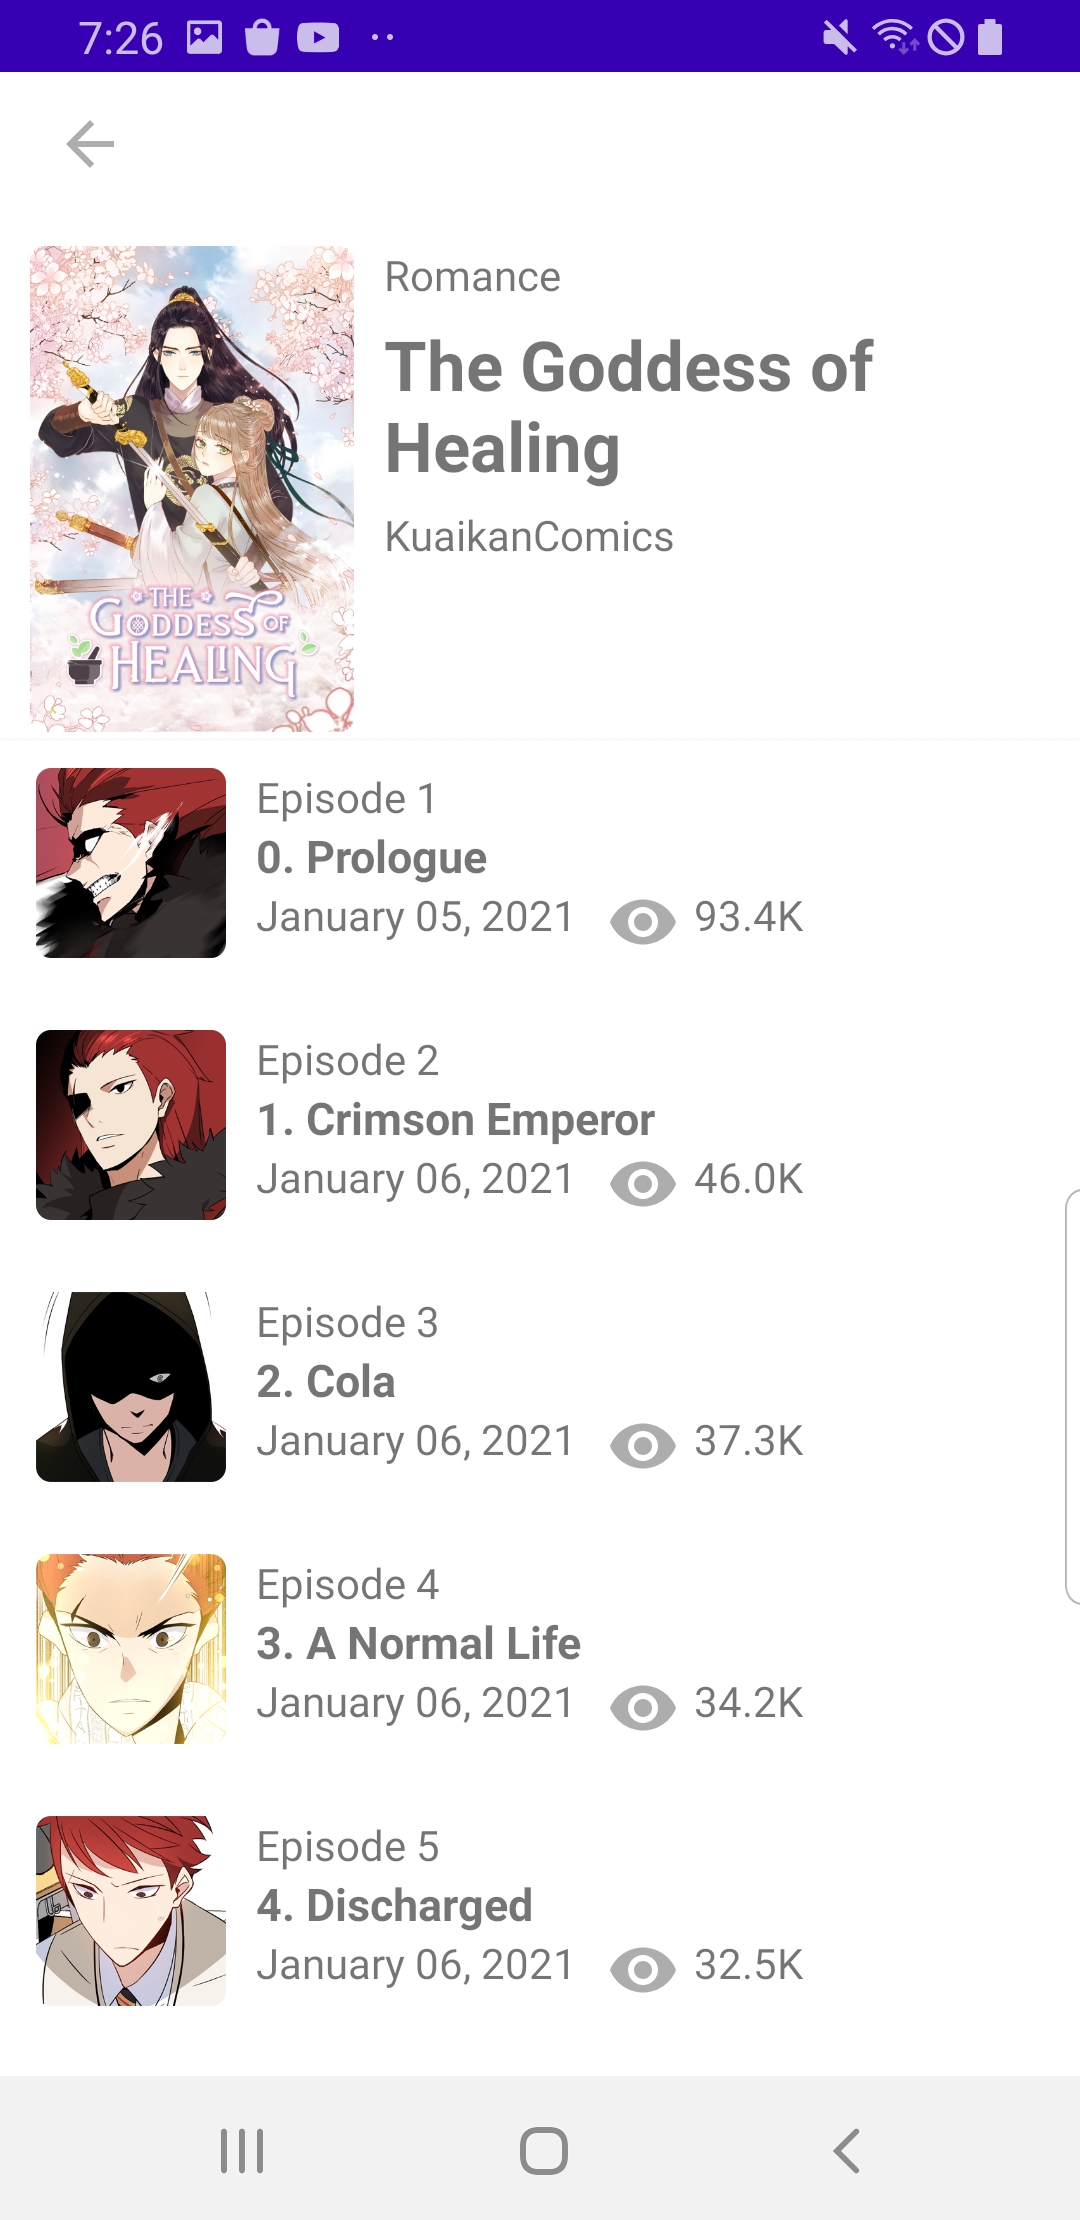 7:26
Romance
The Goddess of
Healing
KuaikanComics
THE
GODDESS OF
HEALING
Episode 1
0. Prologue
January 05, 2021 93.4K
Episode 2
1. Crimson Emperor
January 06, 2021 46.0K
Episode 3
2. Cola
January 06, 2021 37.3K
Episode 4
3. A Normal Life
January 06, 2021 34.2K
Episode 5
4. Discharged
January 06, 2021 32.5K